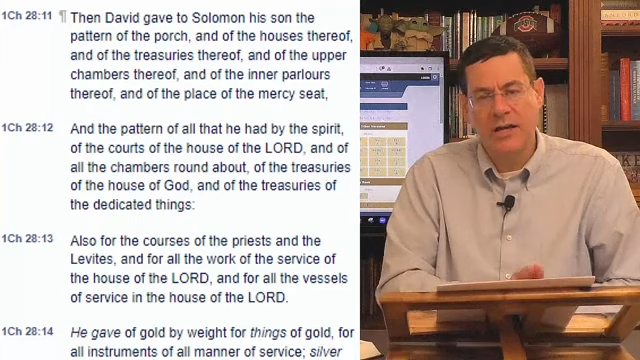 1Ch 28:11 ¶ Then David gave to Solomon his son the
pattern of the porch, and of the houses thereof,
and of the treasuries thereof, and of the upper
chambers thereof, and of the inner parlours
thereof, and of the place of the mercy seat,
1Ch 28:12 And the pattern of all that he had by the spirit,
of the courts of the house of the LORD, and of
all the chambers round about, of the treasuries
of the house of God, and of the treasuries of
the dedicated things:
1Ch 28:13 Also for the courses of the priests and the
Levites, and for all the work of the service of
the house of the LORD, and for all the vessels
of service in the house of the LORD.
1Ch 28:14 He gave of gold by weight for things of gold, for
all instruments of all manner of service; silver